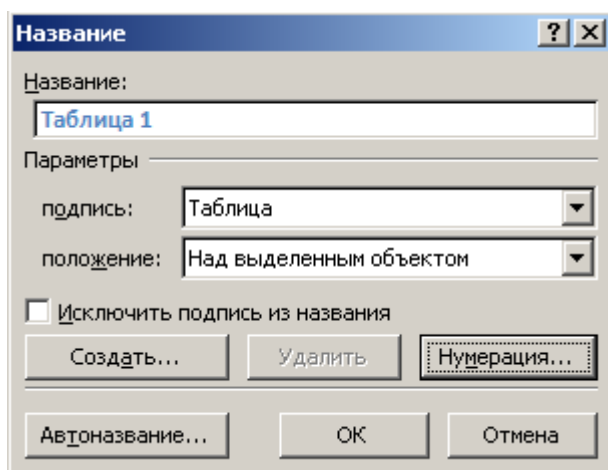 Название
Название:
Таблица 1
Параметры
подпись: Таблица
положение: Над выделенным объектом
Исключить подпись из названия
Создать... Удалить Нумерация...
Автоназвание... ОК Отмена